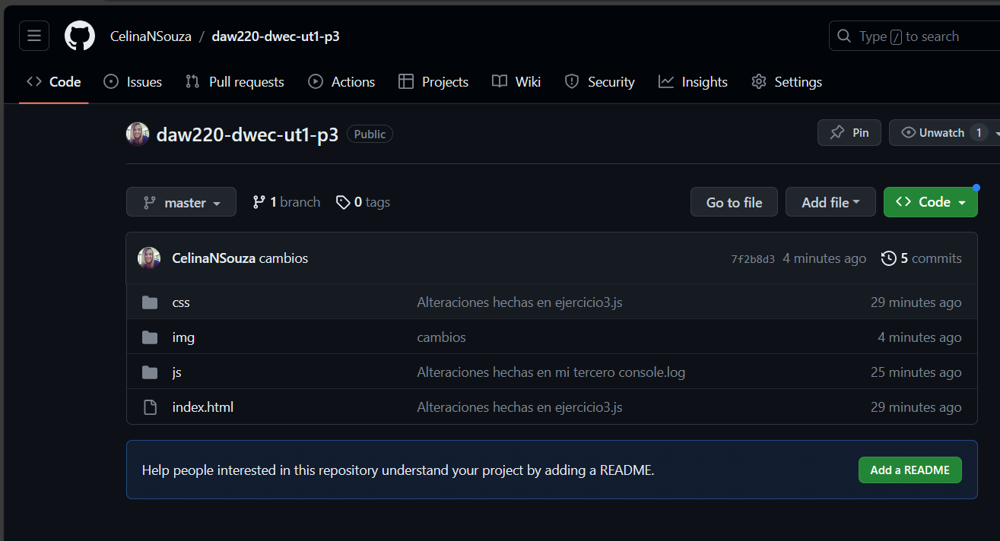 CelinaNSouza / daw220-dwec-ut1-p3
Type / to search
Code Issues Pull requests Actions Projects Wiki Security Insights Settings
daw220-dwec-ut1-p3 Public
Pin Unwatch 1
master 1 branch 0 tags Go to file Add file Code
CelinaNSouza cambios 7f2b8d3 4 minutes ago 5 commits
css Alteraciones hechas en ejercicio3.js 29 minutes ago
img cambios 4 minutes ago
js Alteraciones hechas en mi tercero console.log 25 minutes ago
index.html Alteraciones hechas en ejercicio3.js 29 minutes ago
Help people interested in this repository understand your project by adding a README. Add a README